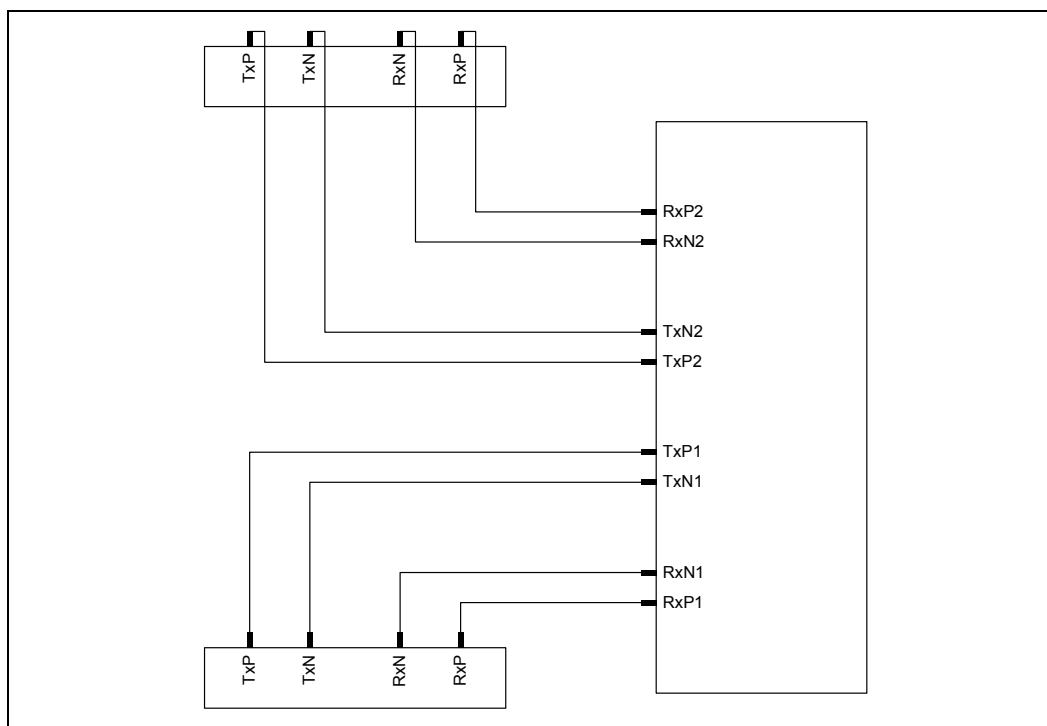 TxP
TxN
RxN
RxP
RxP2
RxN2
TxN2
TxP2
TxP1
TxN1
RxN1
RxP1
TxP
TxN
RxN
RxP